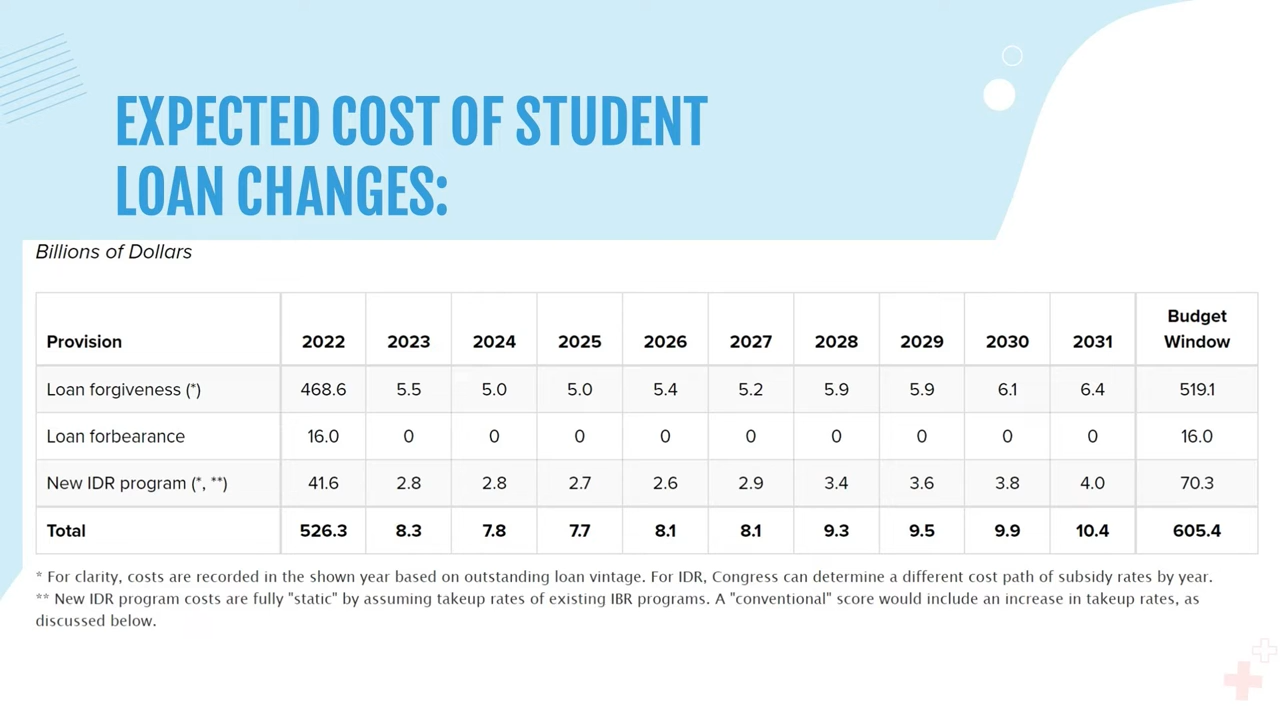 EXPECTED COST OF STUDENT
LOAN CHANGES:
Billions of Dollars
Provision 2022 2023 2024 2025 2026 2027 2028 2029 2030 2031 Budget Window
Loan forgiveness (*) 468.6 5.5 5.0 5.0 5.4 5.2 5.9 5.9 6.1 6.4 519.1
Loan forbearance 16.0 0 0 0 0 0 0 0 0 0 16.0
New IDR program (*, **) 41.6 2.8 2.8 2.7 2.6 2.9 3.4 3.6 3.8 4.0 70.3
Total 526.3 8.3 7.8 7.7 8.1 8.1 9.3 9.5 9.9 10.4 605.4
* For clarity, costs are recorded in the shown year based on outstanding loan vintage. For IDR, Congress can determine a different cost path of subsidy rates by year.
** New IDR program costs are fully "static" by assuming takeup rates of existing IBR programs. A "conventional" score would include an increase in takeup rates, as
discussed below.